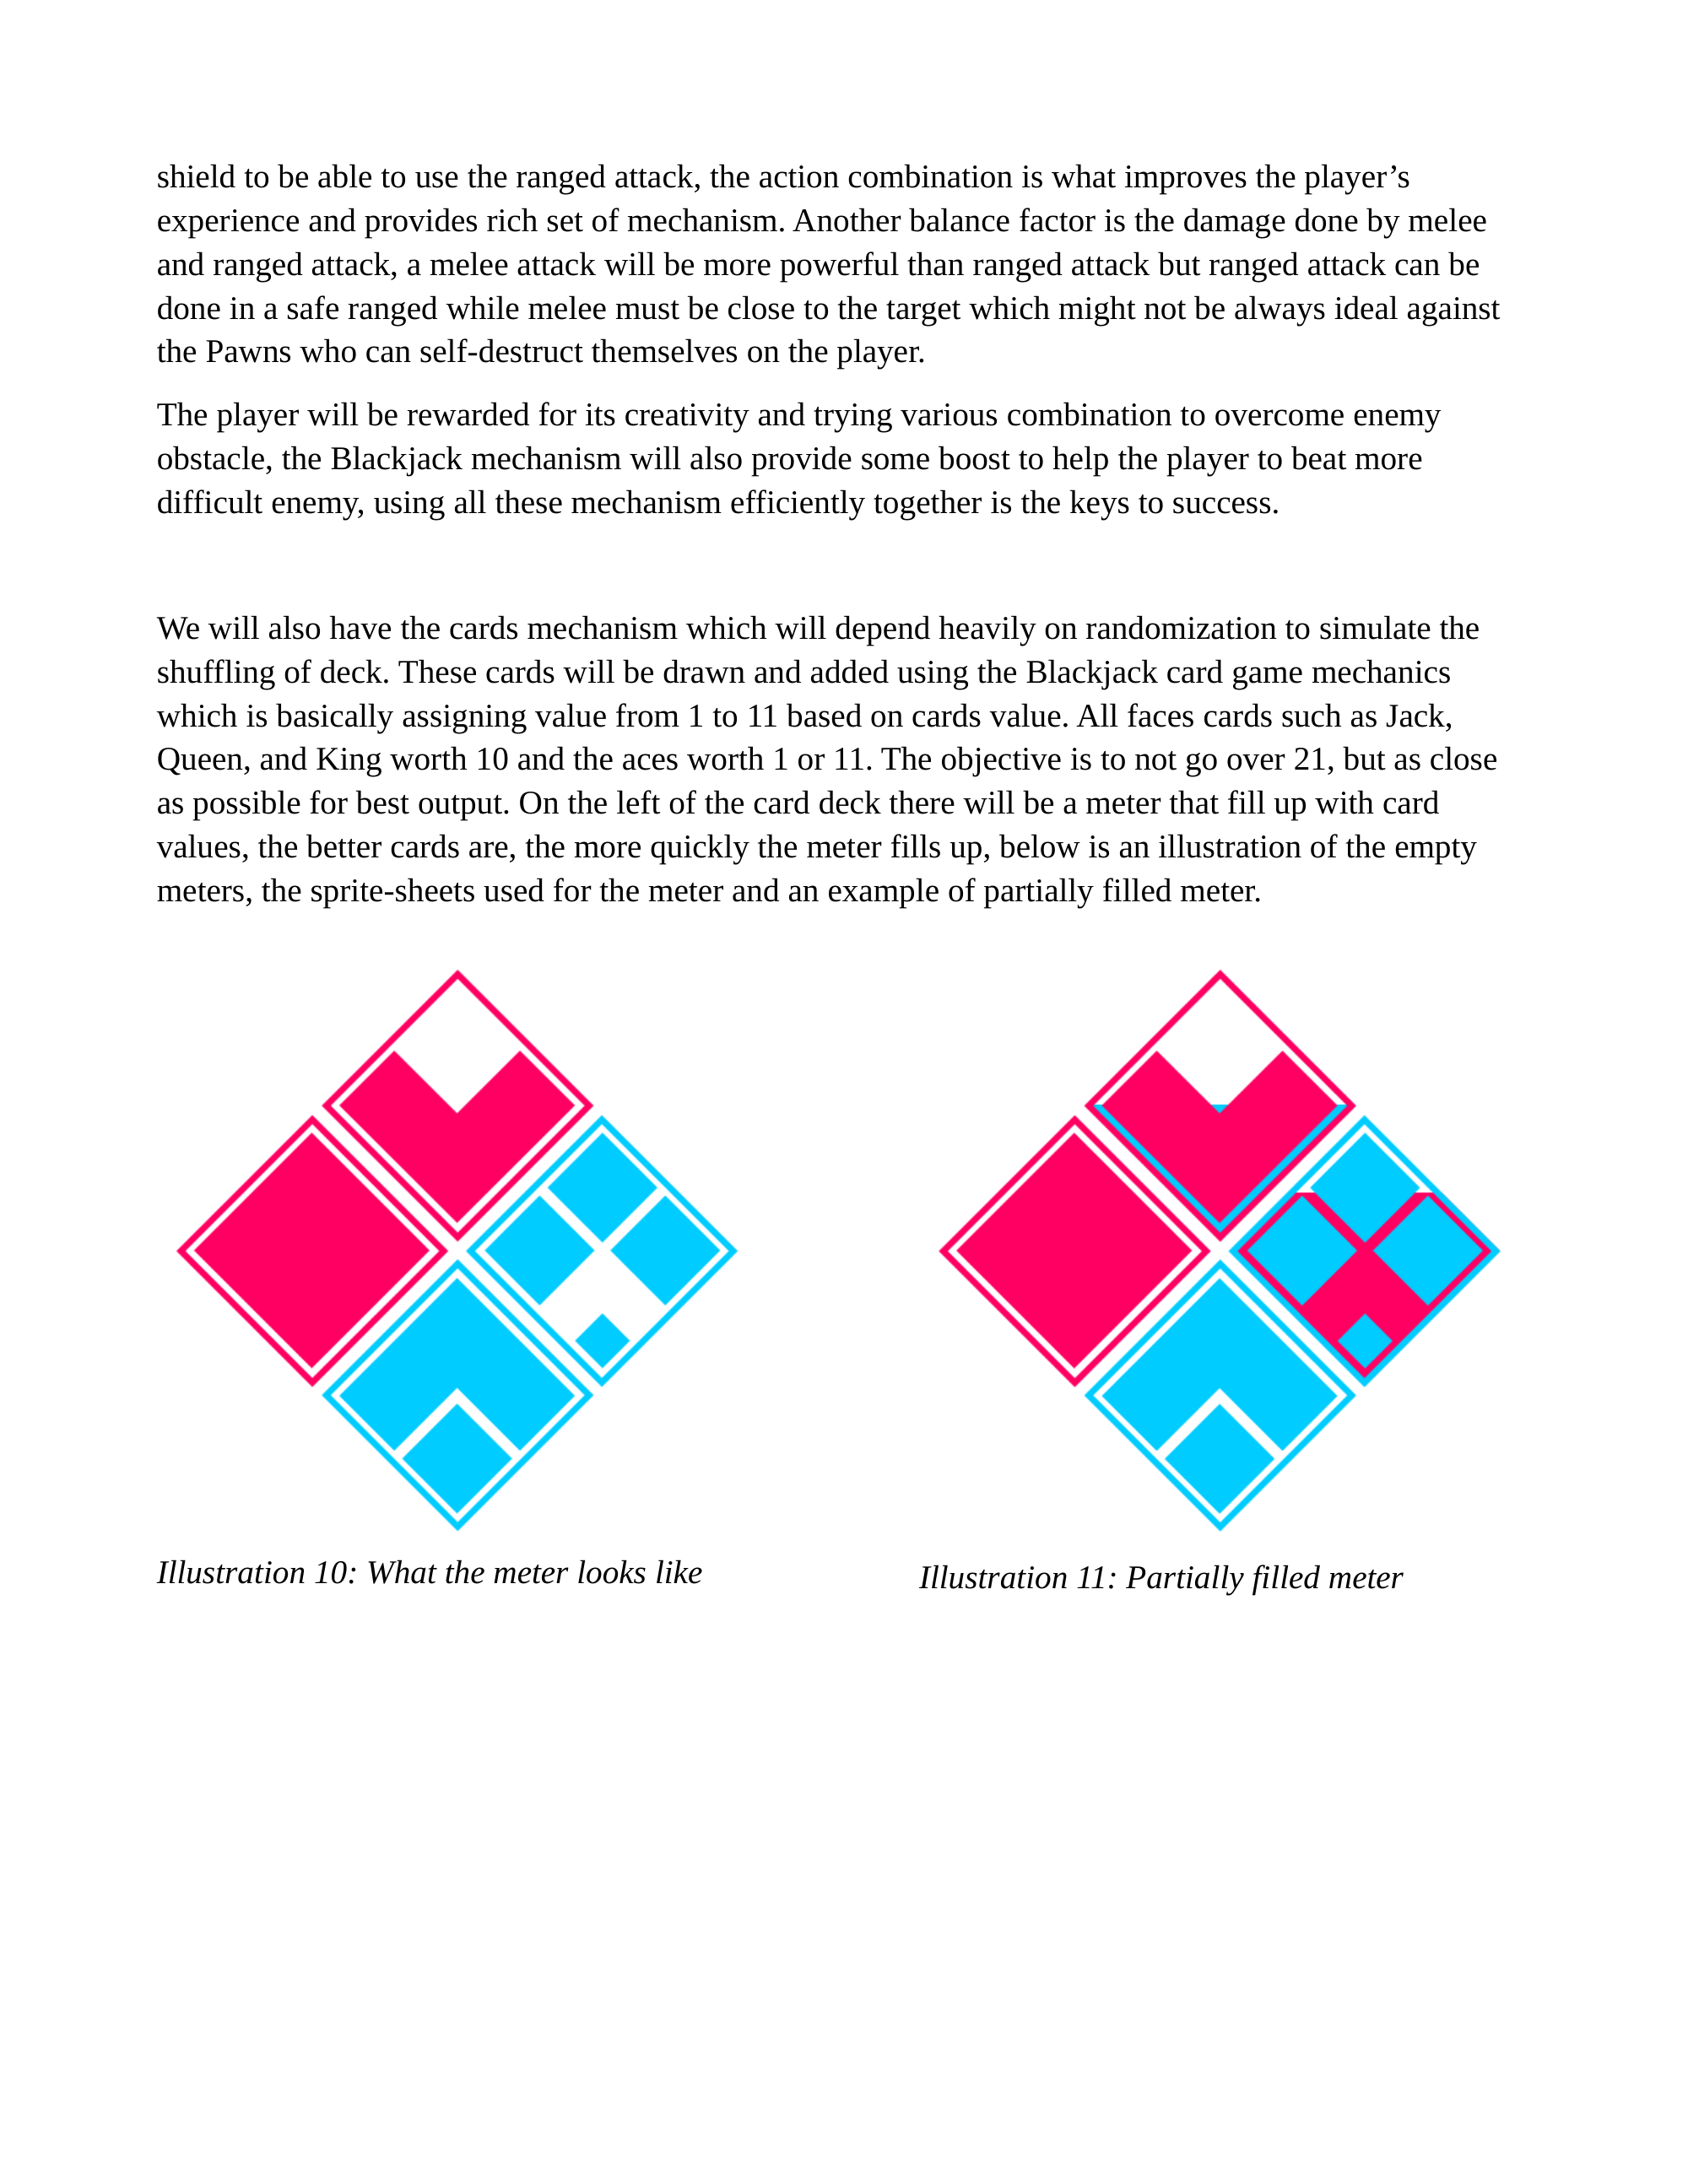 shield to be able to use the ranged attack, the action combination is what improves the player’s
experience and provides rich set of mechanism. Another balance factor is the damage done by melee
and ranged attack, a melee attack will be more powerful than ranged attack but ranged attack can be
done in a safe ranged while melee must be close to the target which might not be always ideal against
the Pawns who can self-destruct themselves on the player.
The player will be rewarded for its creativity and trying various combination to overcome enemy
obstacle, the Blackjack mechanism will also provide some boost to help the player to beat more
difficult enemy, using all these mechanism efficiently together is the keys to success.
We will also have the cards mechanism which will depend heavily on randomization to simulate the
shuffling of deck. These cards will be drawn and added using the Blackjack card game mechanics
which is basically assigning value from 1 to 11 based on cards value. All faces cards such as Jack,
Queen, and King worth 10 and the aces worth 1 or 11. The objective is to not go over 21, but as close
as possible for best output. On the left of the card deck there will be a meter that fill up with card
values, the better cards are, the more quickly the meter fills up, below is an illustration of the empty
meters, the sprite-sheets used for the meter and an example of partially filled meter.
Illustration 10: What the meter looks like
Illustration 11: Partially filled meter